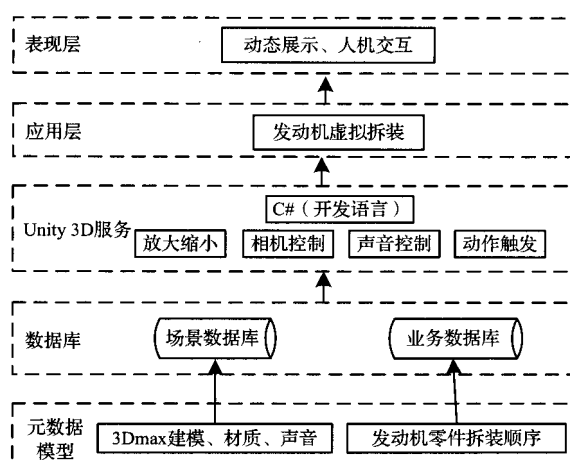 表现层
动态展示、人机交互
应用层
发动机虚拟拆装
Unity 3D服务
C#（开发语言）
放大缩小
相机控制
声音控制
动作触发
数据库
场景数据库
业务数据库
元数据
模型
3Dmax建模、材质、声音
发动机零件拆装顺序